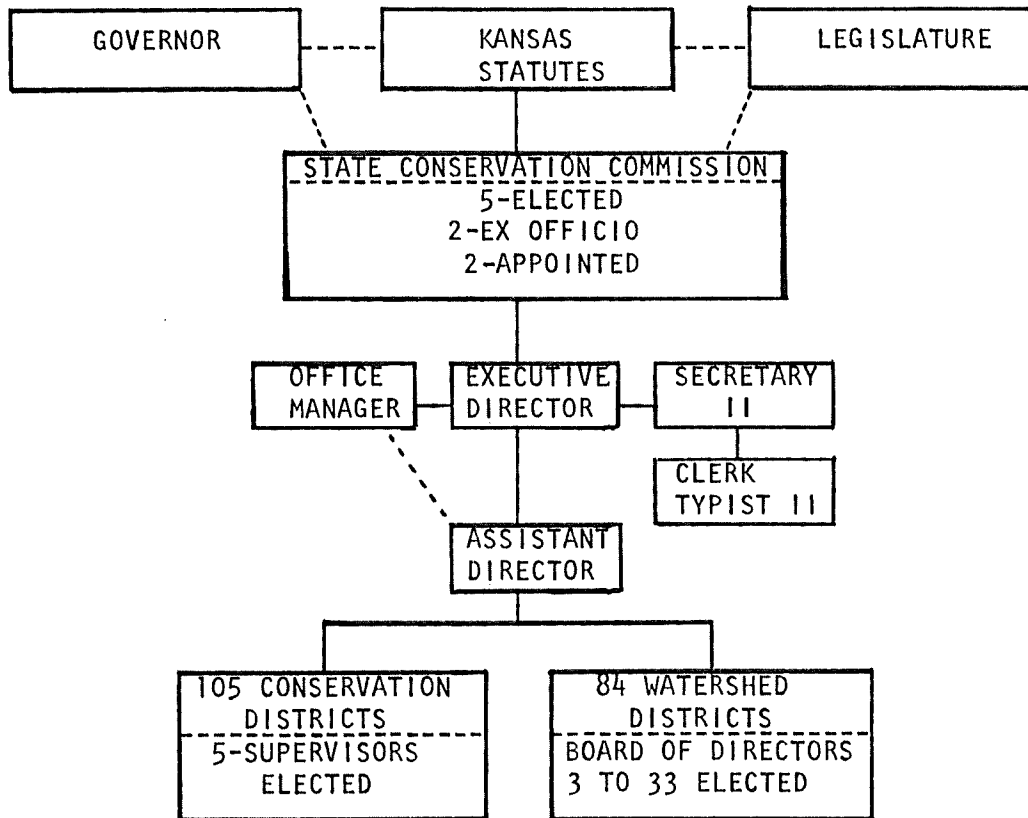 GOVERNOR
KANSAS
STATUTES
LEGISLATURE
STATE CONSERVATION COMMISSION
5-ELECTED
2-EX OFFICIO
2-APPOINTED
OFFICE
MANAGER
EXECUTIVE
DIRECTOR
SECRETARY
II
CLERK
TYPIST II
ASSISTANT
DIRECTOR
105 CONSERVATION
DISTRICTS
5-SUPERVISORS
ELECTED
84 WATERSHED
DISTRICTS
BOARD OF DIRECTORS
3 TO 33 ELECTED